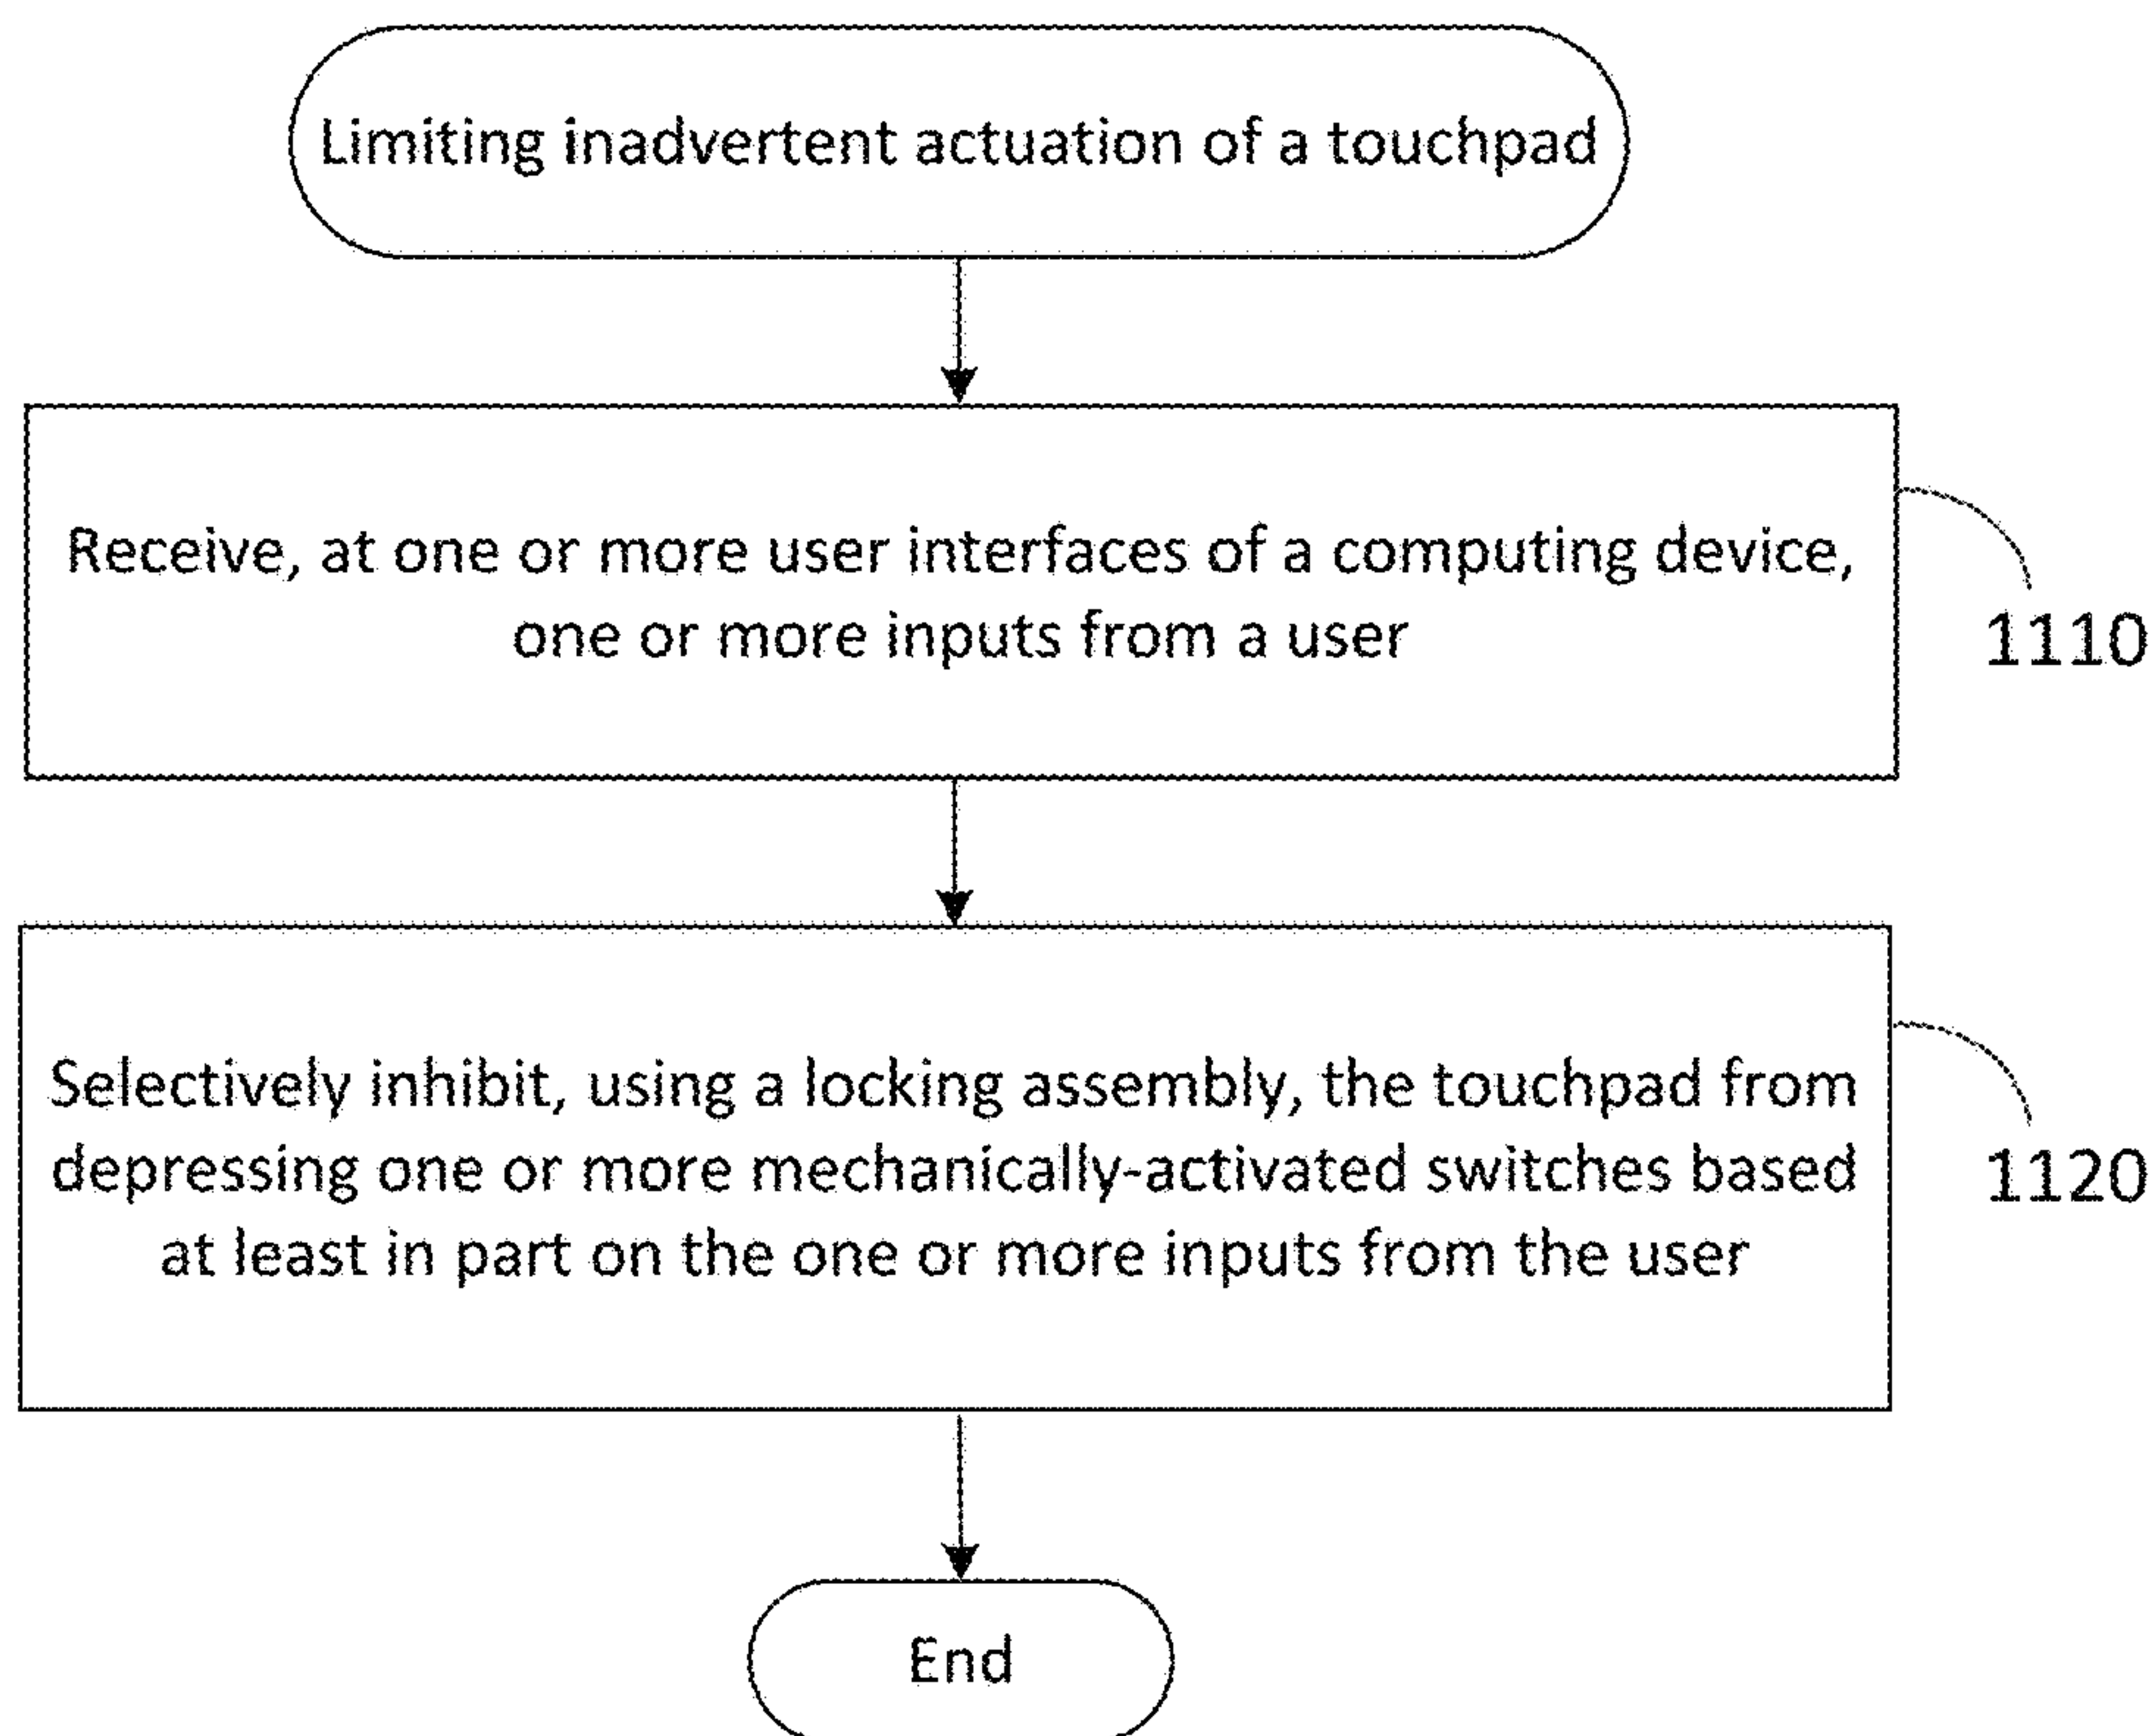 Limiting inadvertent actuation of a touchpad
Receive, at one or more user interfaces of a computing device,
one or more inputs from a user
1110
Selectively inhibit, using a locking assembly, the touchpad from
depressing one or more mechanically-activated switches based
at least in part on the one or more inputs from the user
1120
End